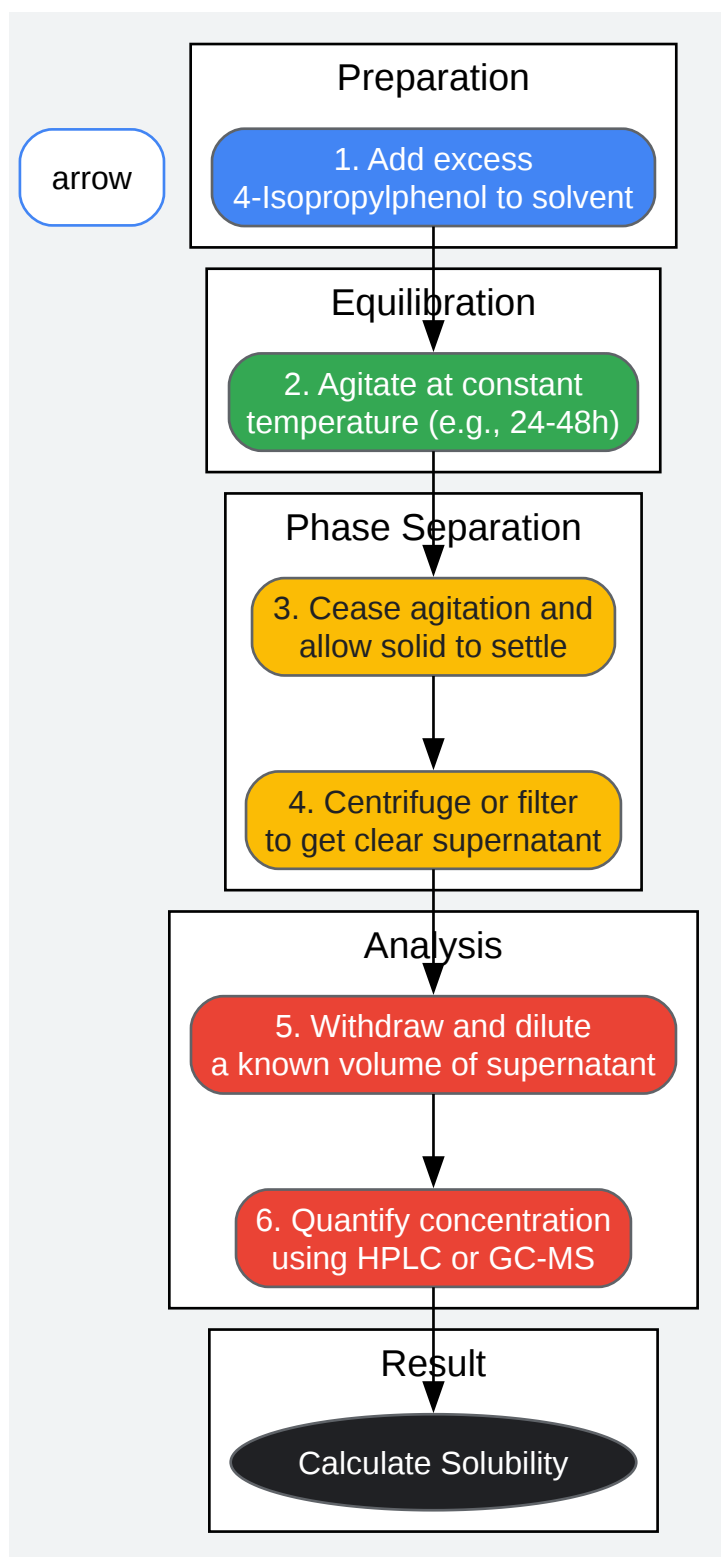 Preparation
arrow
1. Add excess
4-Isopropylphenol to solvent
Equilibration
2. Agitate at constant
temperature (e.g., 24-48h)
Phase Separation
3. Cease agitation and
allow solid to settle
4. Centrifuge or filter
to get clear supernatant
Analysis
5. Withdraw and dilute
a known volume of supernatant
6. Quantify concentration
using HPLC or GC-MS
Result
Calculate Solubility